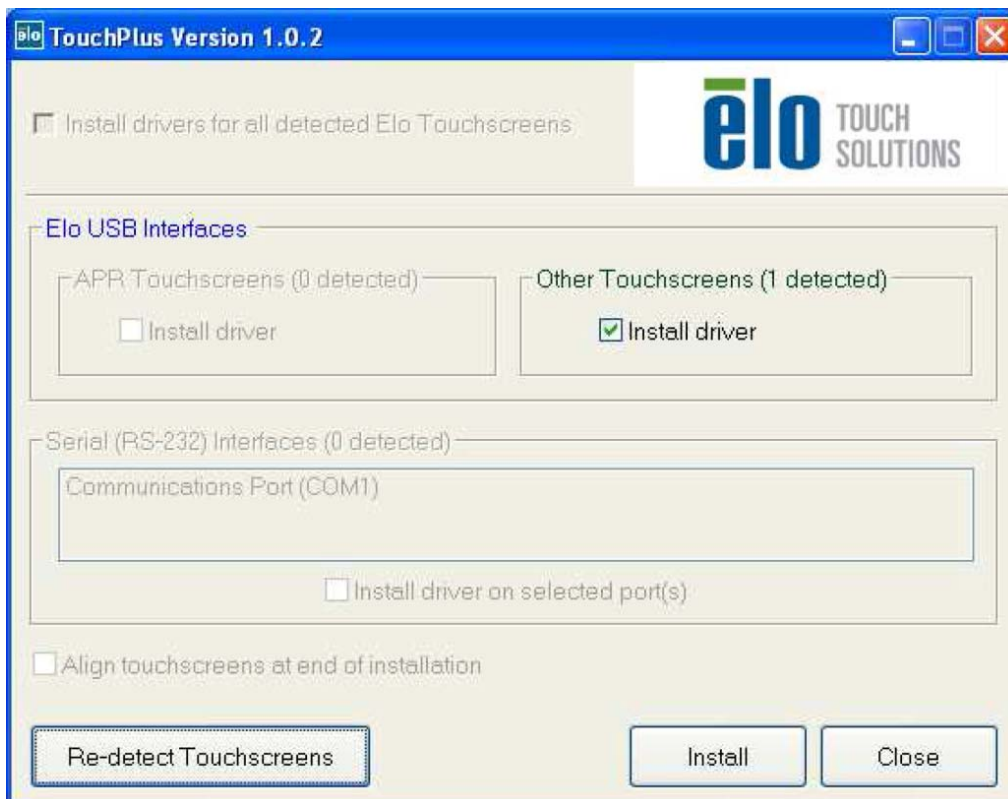 elo TouchPlus Version 1.0.2
Install drivers for all detected Elo Touchscreens
elo TOUCH SOLUTIONS
Elo USB Interfaces
APR Touchscreens (0 detected)
Install driver
Other Touchscreens (1 detected)
Install driver
Serial (RS-232) Interfaces (0 detected)
Communications Port (COM1)
Install driver on selected port(s)
Align touchscreens at end of installation
Re-detect Touchscreens
Install
Close